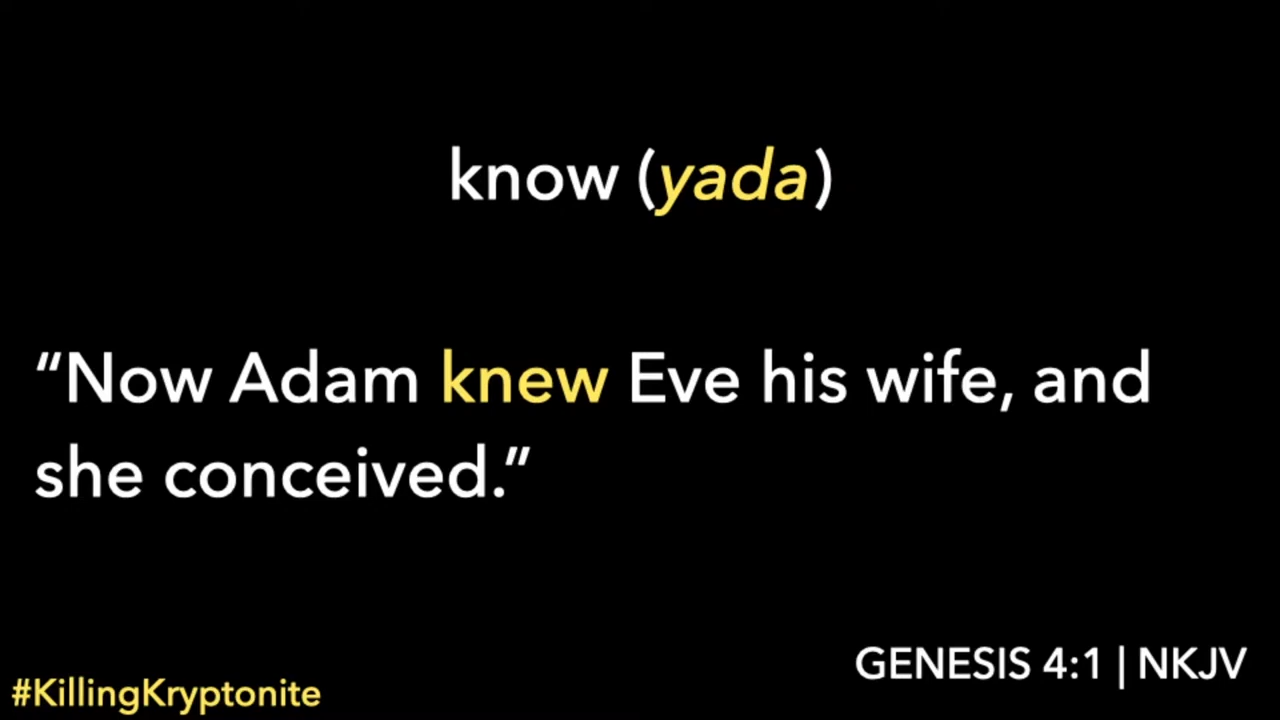 know (yada)
“Now Adam knew Eve his wife, and
she conceived.”
GENESIS 4:1 | NKJV
#KillingKryptonite